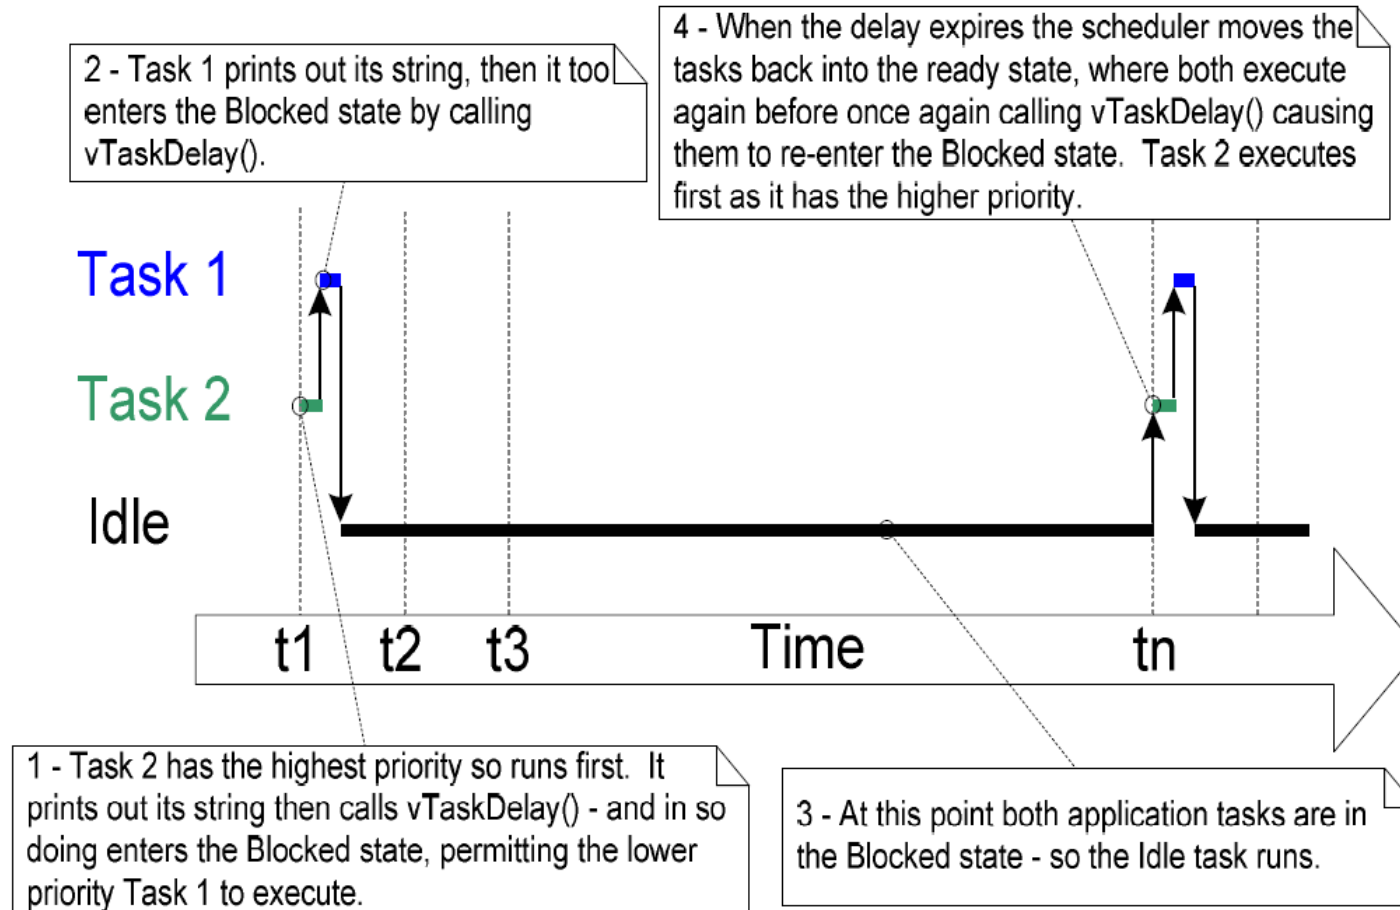 2 - Task 1 prints out its string, then it too
enters the Blocked state by calling
vTaskDelay().
4 - When the delay expires the scheduler moves the
tasks back into the ready state, where both execute
again before once again calling vTaskDelay() causing
them to re-enter the Blocked state.  Task 2 executes
first as it has the higher priority.
Task 1
Task 2
Idle
t1 t2 t3 Time tn
1 - Task 2 has the highest priority so runs first.  It
prints out its string then calls vTaskDelay() - and in so
doing enters the Blocked state, permitting the lower
priority Task 1 to execute.
3 - At this point both application tasks are in
the Blocked state - so the Idle task runs.